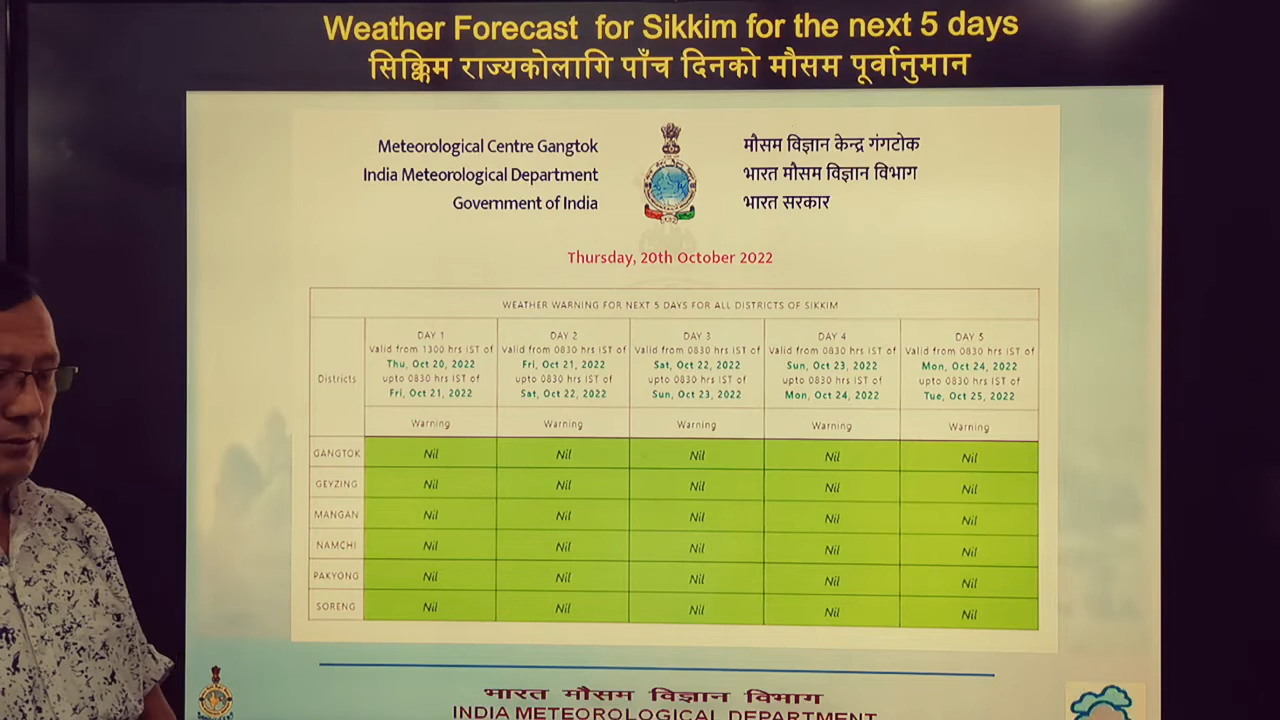 Weather Forecast for Sikkim for the next 5 days
सिक्किम राज्यकोलागि पाँच दिनको मौसम पूर्वानुमान
Meteorological Centre Gangtok
India Meteorological Department
Government of India
मौसम विज्ञान केन्द्र गंगटोक
भारत मौसम विज्ञान विभाग
भारत सरकार
Thursday, 20th October 2022
WEATHER WARNING FOR NEXT 5 DAYS FOR ALL DISTRICTS OF SIKKIM
Districts
DAY 1
Valid from 1300 hrs IST of
Thu, Oct 20, 2022
upto 0830 hrs IST of
Fri, Oct 21, 2022
DAY 2
Valid from 0830 hrs IST of
Fri, Oct 21, 2022
upto 0830 hrs IST of
Sat, Oct 22, 2022
DAY 3
Valid from 0830 hrs IST of
Sat, Oct 22, 2022
upto 0830 hrs IST of
Sun, Oct 23, 2022
DAY 4
Valid from 0830 hrs IST of
Sun, Oct 23, 2022
upto 0830 hrs IST of
Mon, Oct 24, 2022
DAY 5
Valid from 0830 hrs IST of
Mon, Oct 24, 2022
upto 0830 hrs IST of
Tue, Oct 25, 2022
Warning Warning Warning Warning Warning
GANGTOK Nil Nil Nil Nil Nil
GEYZING Nil Nil Nil Nil Nil
MANGAN Nil Nil Nil Nil Nil
NAMCHI Nil Nil Nil Nil Nil
PAKYONG Nil Nil Nil Nil Nil
SORENG Nil Nil Nil Nil Nil
भारत मौसम विज्ञान विभाग
INDIA METEOROLOGICAL DEPARTMENT